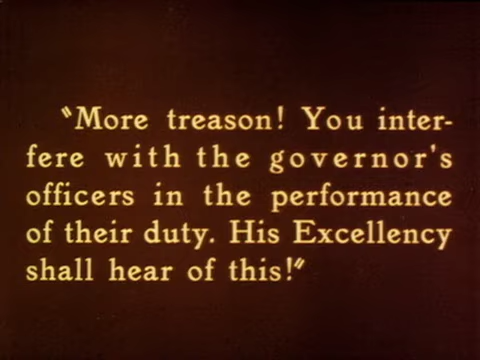 "More treason! You inter-
fere with the governor's
officers in the performance
of their duty. His Excellency
shall hear of this!"